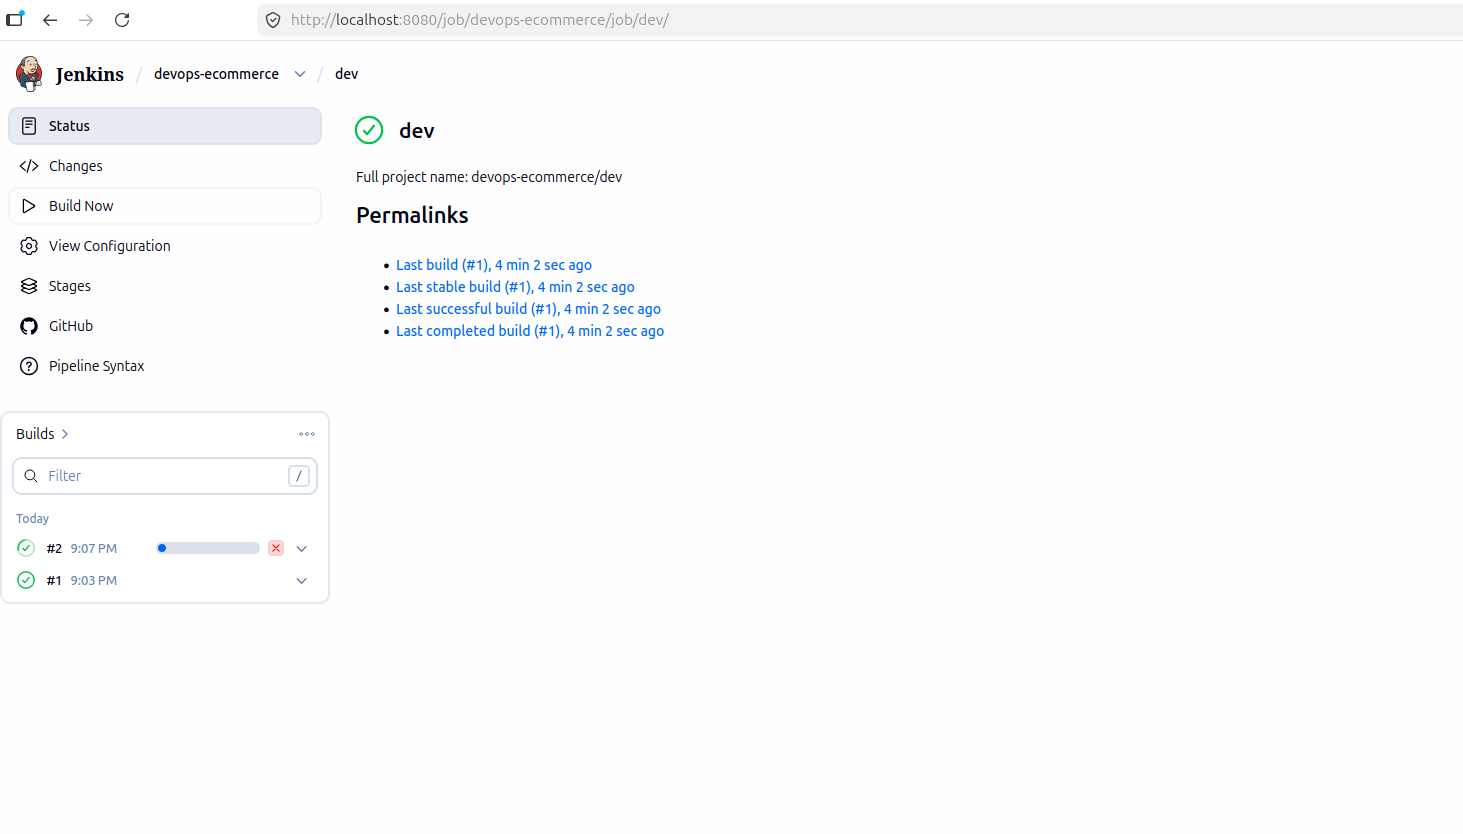 http://localhost:8080/job/devops-ecommerce/job/dev/
Jenkins / devops-ecommerce / dev
Status
Changes
Build Now
View Configuration
Stages
GitHub
Pipeline Syntax
Builds
Filter /
Today
#2 9:07 PM
#1 9:03 PM
dev
Full project name: devops-ecommerce/dev
Permalinks
Last build (#1), 4 min 2 sec ago
Last stable build (#1), 4 min 2 sec ago
Last successful build (#1), 4 min 2 sec ago
Last completed build (#1), 4 min 2 sec ago